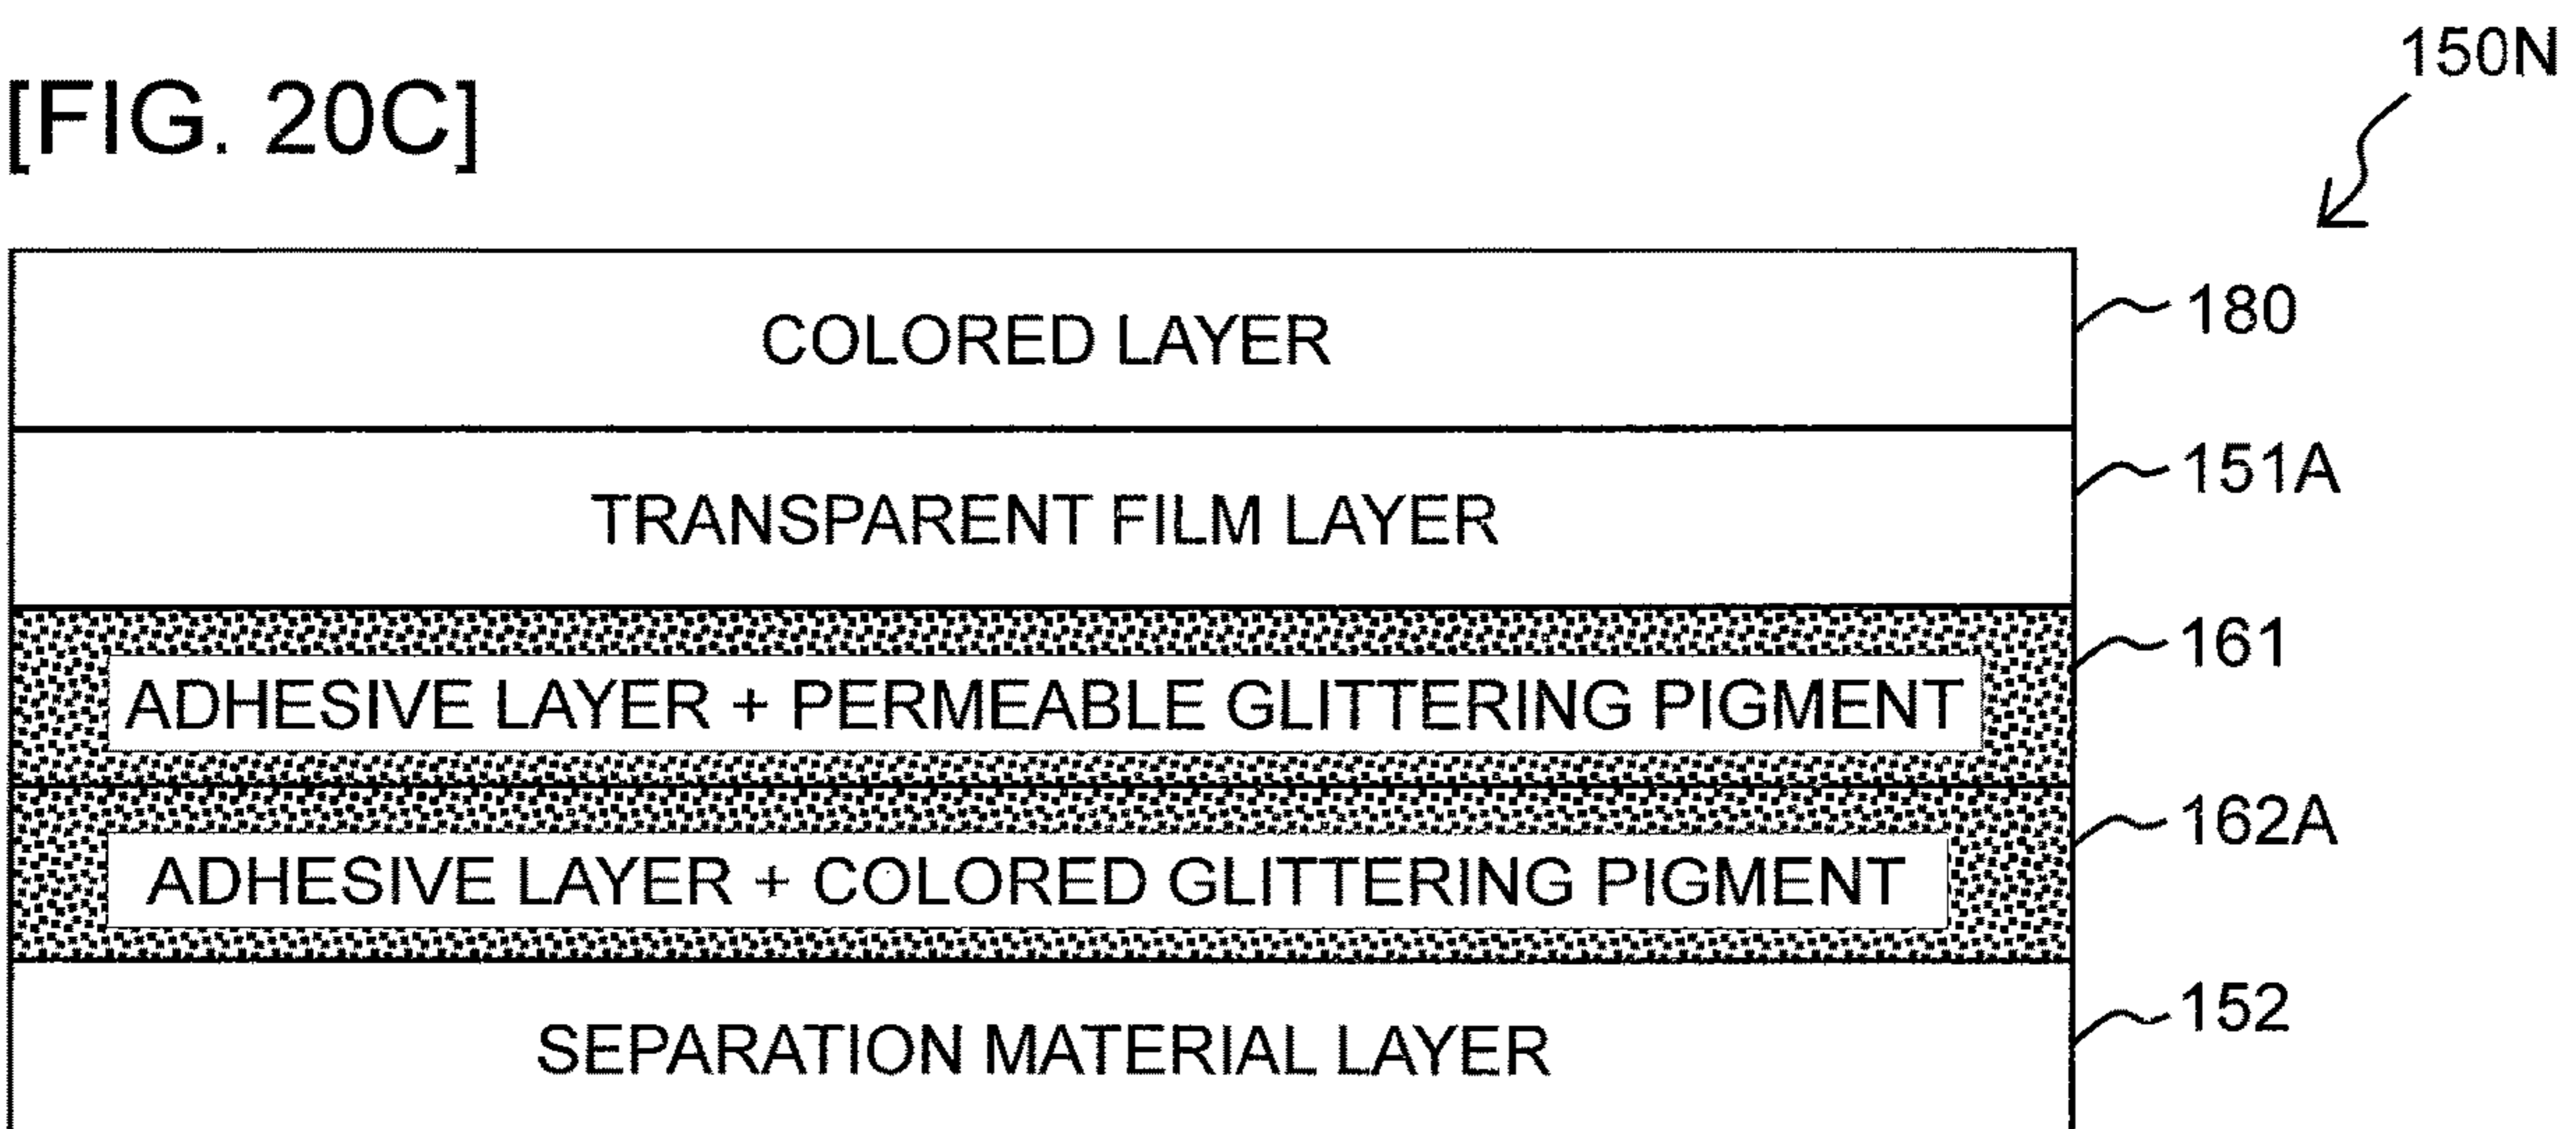 150N
[FIG. 20C]
COLORED LAYER
180
TRANSPARENT FILM LAYER
151A
ADHESIVE LAYER + PERMEABLE GLITTERING PIGMENT
161
ADHESIVE LAYER + COLORED GLITTERING PIGMENT
162A
SEPARATION MATERIAL LAYER
152